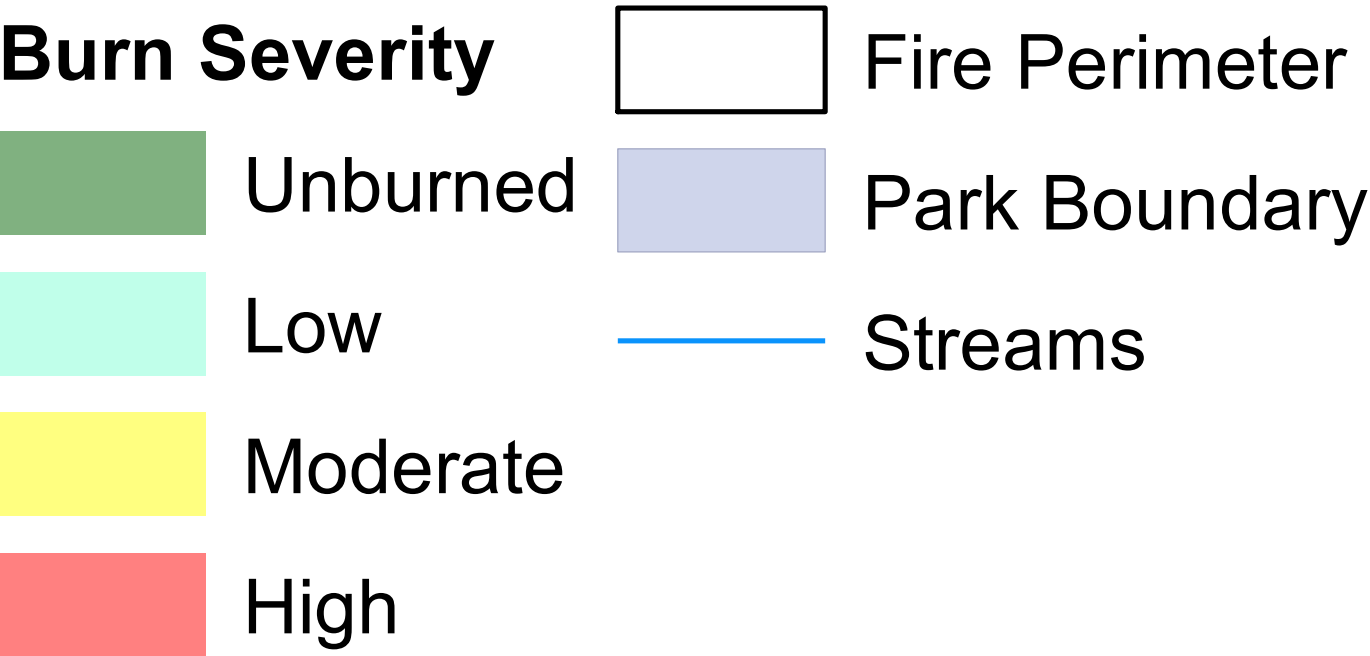 Burn Severity
Unburned
Low
Moderate
High
Fire Perimeter
Park Boundary
Streams